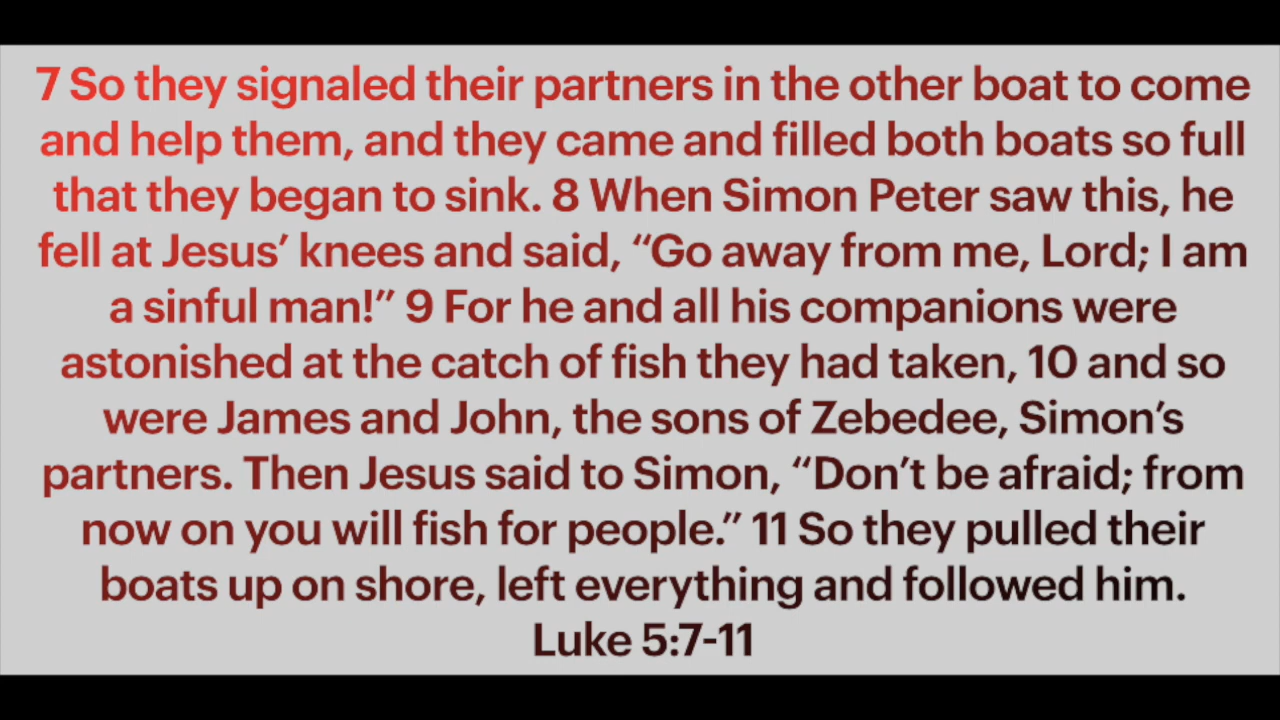 7 So they signaled their partners in the other boat to come
and help them, and they came and filled both boats so full
that they began to sink. 8 When Simon Peter saw this, he
fell at Jesus’ knees and said, “Go away from me, Lord; I am
a sinful man!” 9 For he and all his companions were
astonished at the catch of fish they had taken, 10 and so
were James and John, the sons of Zebedee, Simon’s
partners. Then Jesus said to Simon, “Don’t be afraid; from
now on you will fish for people.” 11 So they pulled their
boats up on shore, left everything and followed him.
Luke 5:7-11